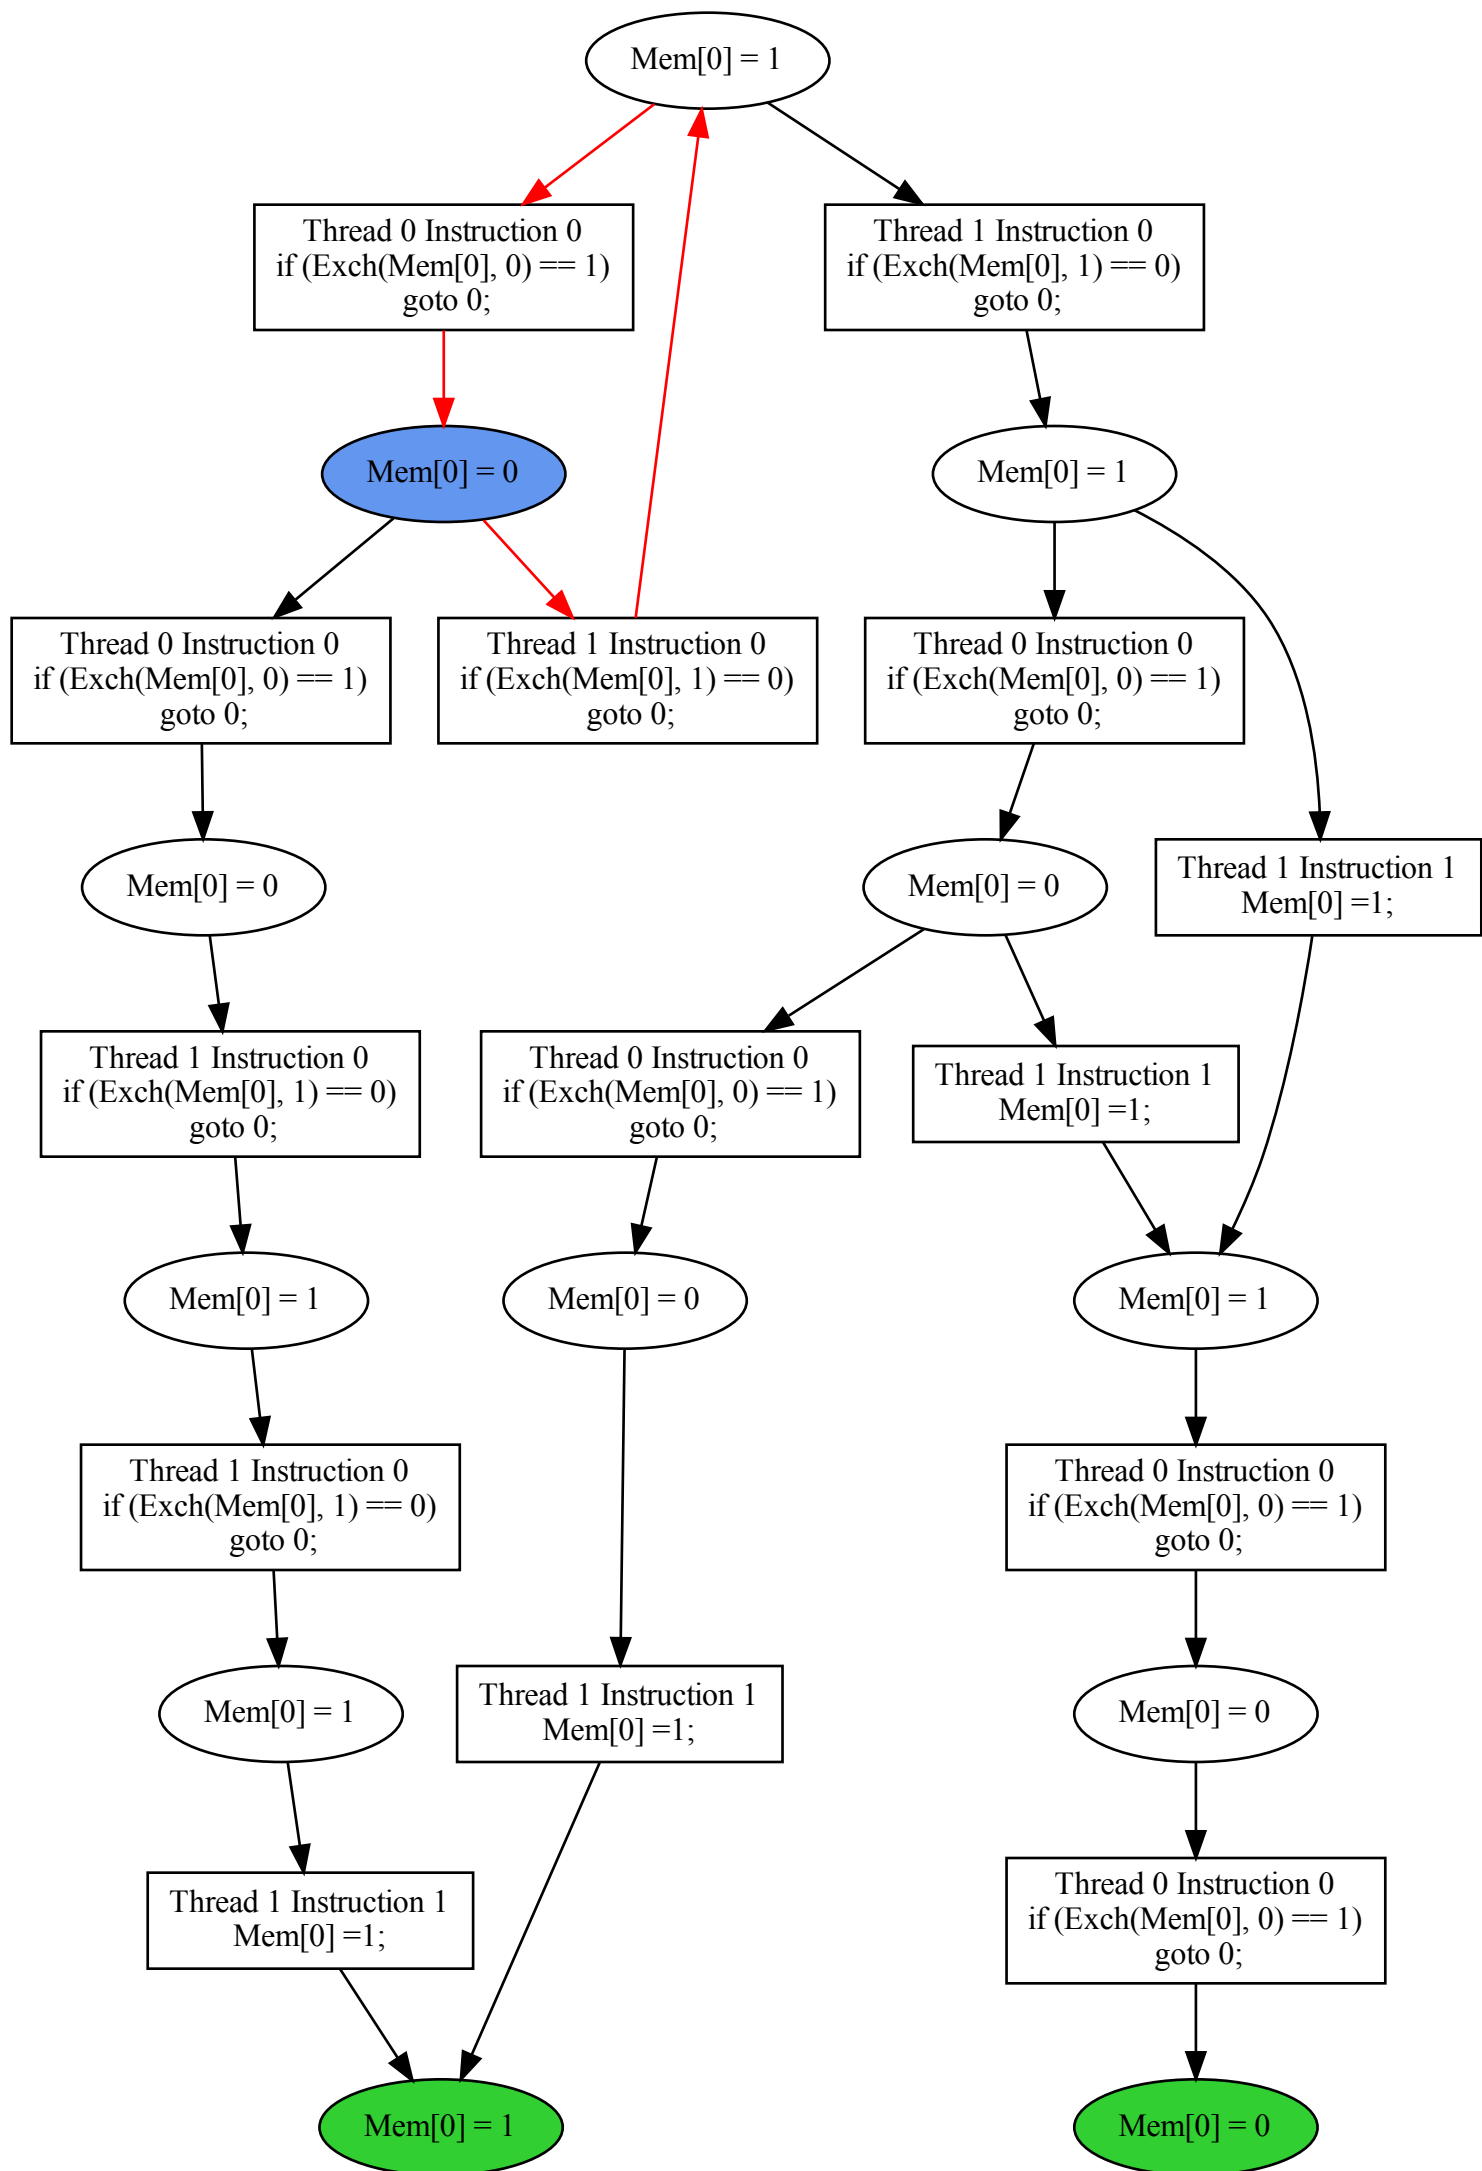 Mem[0] = 1
Thread 0 Instruction 0
if (Exch(Mem[0], 0) == 1)
goto 0;
Thread 1 Instruction 0
if (Exch(Mem[0], 1) == 0)
goto 0;
Mem[0] = 0
Mem[0] = 1
Thread 0 Instruction 0
if (Exch(Mem[0], 0) == 1)
goto 0;
Thread 1 Instruction 0
if (Exch(Mem[0], 1) == 0)
goto 0;
Thread 0 Instruction 0
if (Exch(Mem[0], 0) == 1)
goto 0;
Mem[0] = 0
Mem[0] = 0
Thread 1 Instruction 1
Mem[0] =1;
Thread 1 Instruction 0
if (Exch(Mem[0], 1) == 0)
goto 0;
Thread 0 Instruction 0
if (Exch(Mem[0], 0) == 1)
goto 0;
Thread 1 Instruction 1
Mem[0] =1;
Mem[0] = 1
Mem[0] = 0
Mem[0] = 1
Thread 1 Instruction 0
if (Exch(Mem[0], 1) == 0)
goto 0;
Thread 0 Instruction 0
if (Exch(Mem[0], 0) == 1)
goto 0;
Mem[0] = 1
Thread 1 Instruction 1
Mem[0] =1;
Mem[0] = 0
Thread 1 Instruction 1
Mem[0] =1;
Thread 0 Instruction 0
if (Exch(Mem[0], 0) == 1)
goto 0;
Mem[0] = 1
Mem[0] = 0